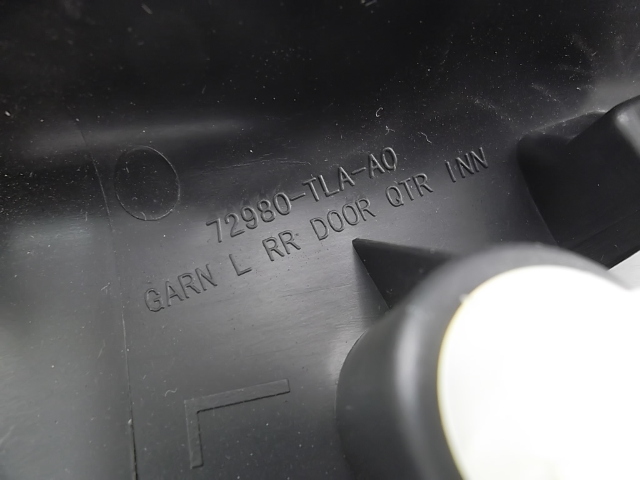 72980-TLA-A0
GARN L RR DOOR QTR INN
L